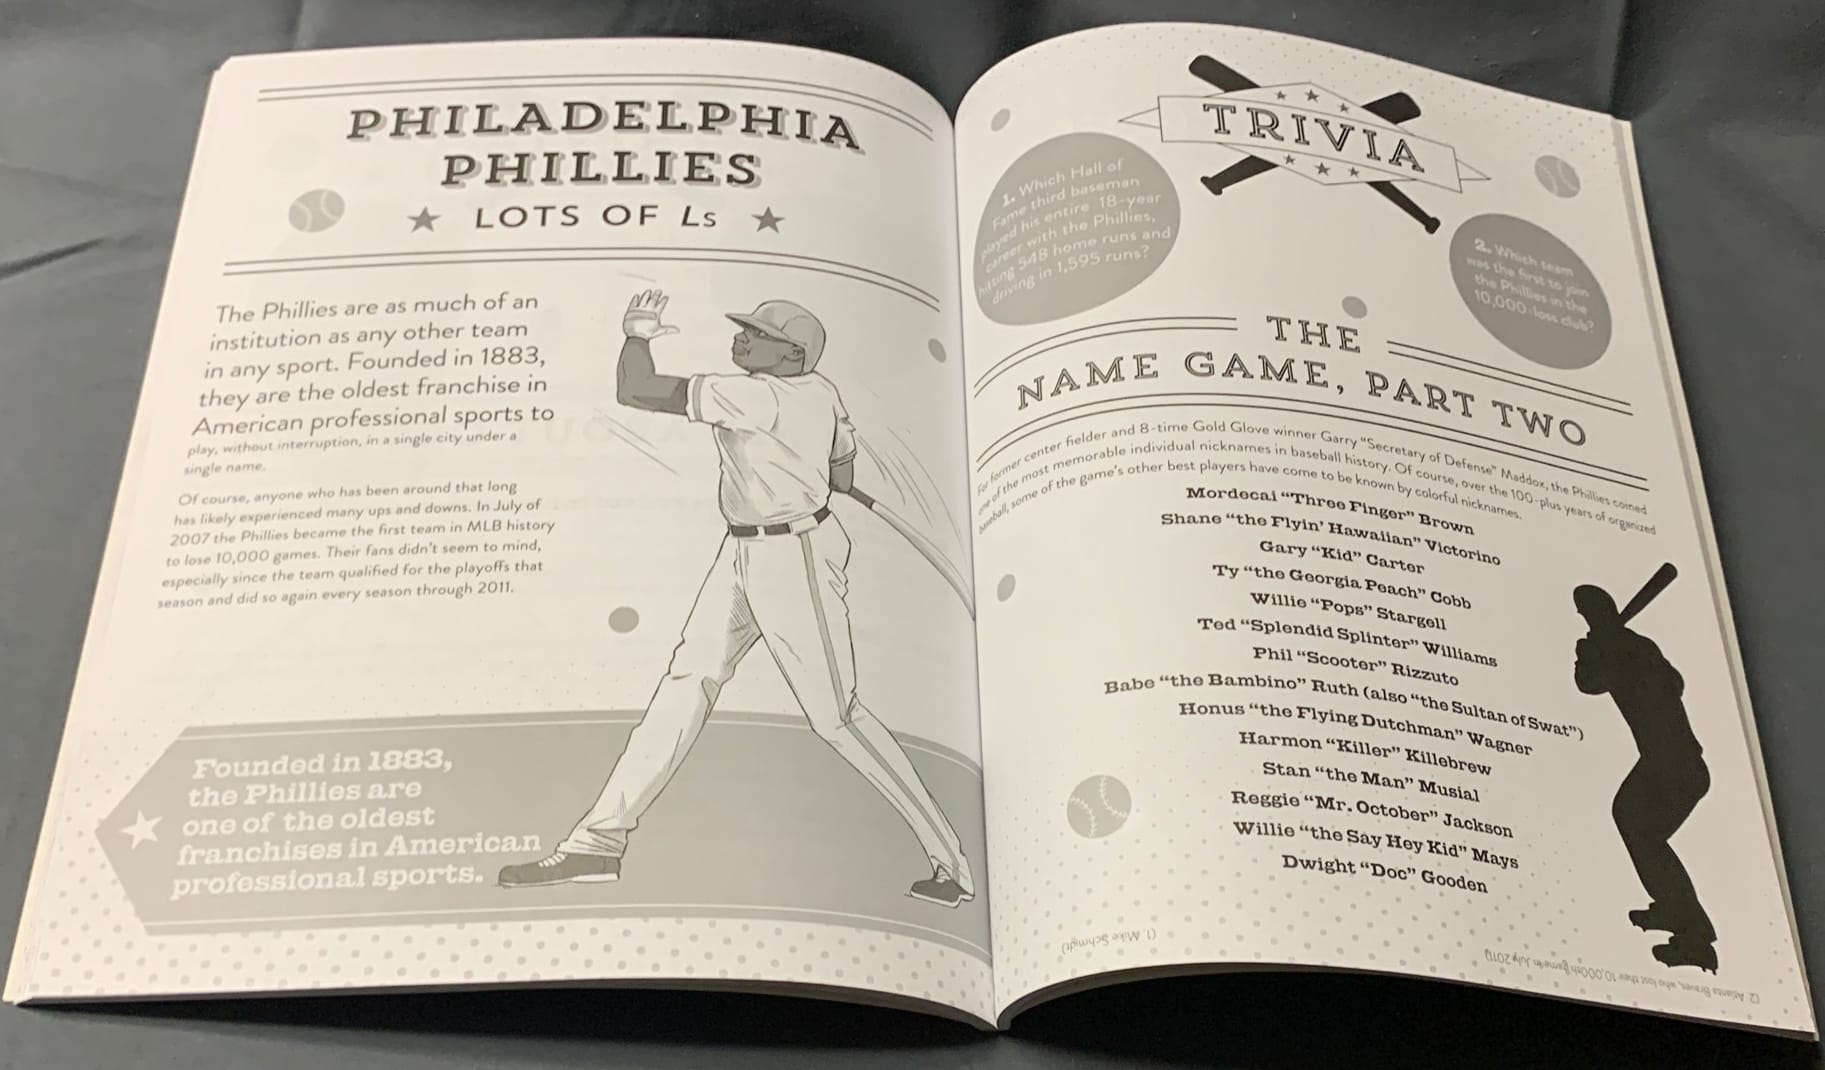 PHILADELPHIA
PHILLIES
LOTS OF Ls
The Phillies are as much of an
institution as any other team
in any sport. Founded in 1883,
they are the oldest franchise in
American professional sports to
play, without interruption, in a single city under a
single name.
Of course, anyone who has been around that long
has likely experienced many ups and downs. In July of
2007 the Phillies became the first team in MLB history
to lose 10,000 games. Their fans didn't seem to mind,
especially since the team qualified for the playoffs that
season and did so again every season through 2011.
Founded in 1883,
the Phillies are
one of the oldest
franchises in American
professional sports.
TRIVIA
1. Which Hall of
Fame third baseman
played his entire 18-year
career with the Phillies,
hitting 548 home runs and
driving in 1,595 runs?
2. Which team
was the first to join
the Phillies in the
10,000-loss club?
THE
NAME GAME, PART TWO
For former center fielder and 8-time Gold Glove winner Garry "Secretary of Defense" Maddox, the Phillies coined
one of the most memorable individual nicknames in baseball history. Of course, over the 100-plus years of organized
baseball, some of the game's other best players have come to be known by colorful nicknames.
Mordecai "Three Finger" Brown
Shane "the Flyin' Hawaiian" Victorino
Gary "Kid" Carter
Ty "the Georgia Peach" Cobb
Willie "Pops" Stargell
Ted "Splendid Splinter" Williams
Phil "Scooter" Rizzuto
Babe "the Bambino" Ruth (also "the Sultan of Swat")
Honus "the Flying Dutchman" Wagner
Harmon "Killer" Killebrew
Stan "the Man" Musial
Reggie "Mr. October" Jackson
Willie "the Say Hey Kid" Mays
Dwight "Doc" Gooden
(1. Mike Schmidt)
(2. Atlanta Braves, who lost their 10,000th game in July 2011)